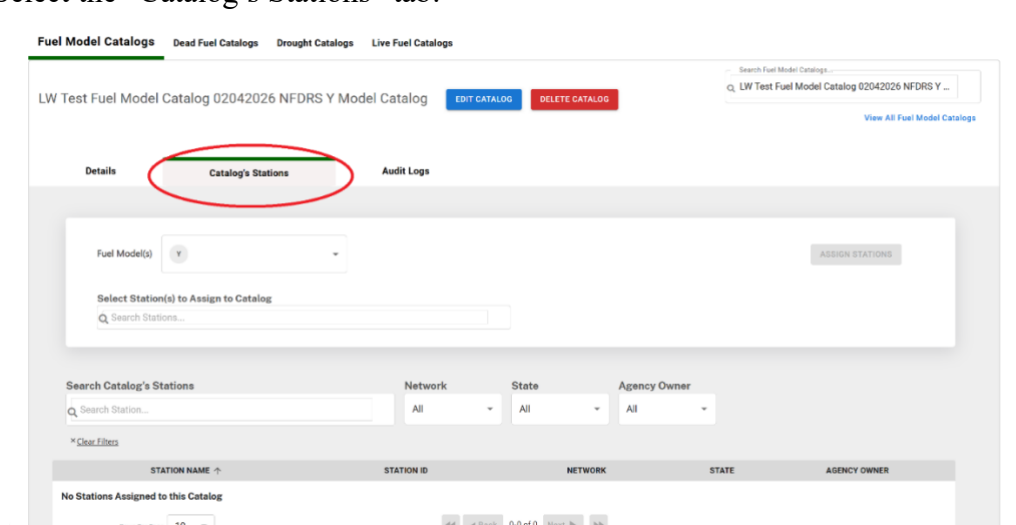 Select the "Catalog's Stations" tab.
Fuel Model Catalogs Dead Fuel Catalogs Drought Catalogs Live Fuel Catalogs
Search Fuel Model Catalogs...
LW Test Fuel Model Catalog 02042026 NFDRS Y Model Catalog EDIT CATALOG DELETE CATALOG LW Test Fuel Model Catalog 02042026 NFDRS Y ...
View All Fuel Model Catalogs
Details Catalog's Stations Audit Logs
Fuel Model(s) Y ASSIGN STATIONS
Select Station(s) to Assign to Catalog
Search Stations...
Search Catalog's Stations Network State Agency Owner
Search Station... All All All
× Clear Filters
STATION NAME ↑ STATION ID NETWORK STATE AGENCY OWNER
No Stations Assigned to this Catalog
10 Back 0-0 of 0 Next